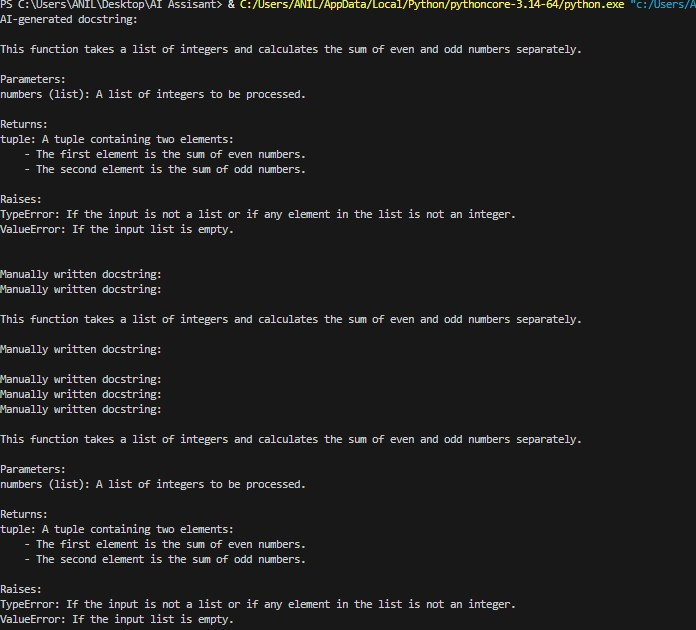 PS C:\Users\ANIL\Desktop\AI Assisant> & C:/Users/ANIL/AppData/Local/Python/pythoncore-3.14-64/python.exe "c:/Users/A
AI-generated docstring:
This function takes a list of integers and calculates the sum of even and odd numbers separately.
Parameters:
numbers (list): A list of integers to be processed.
Returns:
tuple: A tuple containing two elements:
- The first element is the sum of even numbers.
- The second element is the sum of odd numbers.
Raises:
TypeError: If the input is not a list or if any element in the list is not an integer.
ValueError: If the input list is empty.
Manually written docstring:
Manually written docstring:
This function takes a list of integers and calculates the sum of even and odd numbers separately.
Manually written docstring:
Manually written docstring:
Manually written docstring:
Manually written docstring:
This function takes a list of integers and calculates the sum of even and odd numbers separately.
Parameters:
numbers (list): A list of integers to be processed.
Returns:
tuple: A tuple containing two elements:
- The first element is the sum of even numbers.
- The second element is the sum of odd numbers.
Raises:
TypeError: If the input is not a list or if any element in the list is not an integer.
ValueError: If the input list is empty.